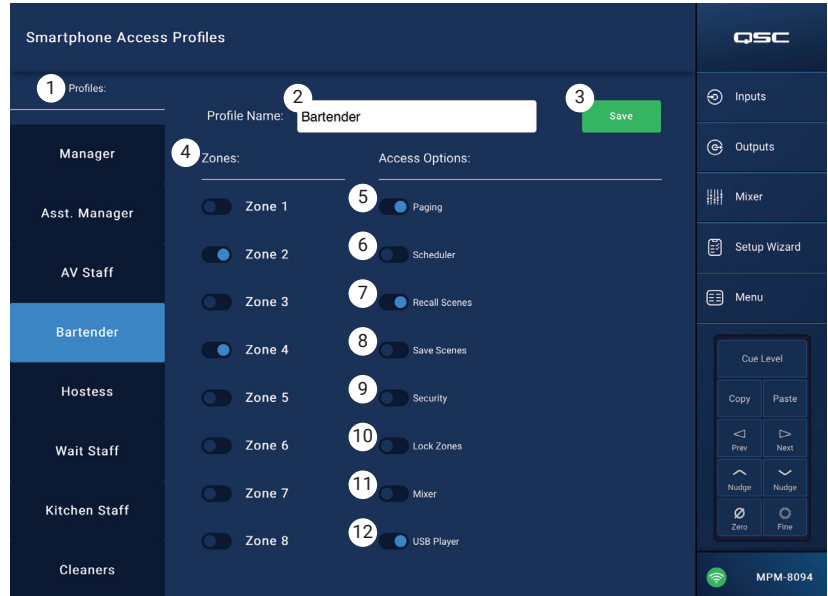 Smartphone Access Profiles
QSC
1 Profiles:
2
3
Profile Name: Bartender Save
Inputs
Manager
4 Zones: Access Options:
Outputs
Asst. Manager
Zone 1 5 Paging
Mixer
AV Staff
Zone 2 6 Scheduler
Setup Wizard
Bartender
Zone 3 7 Recall Scenes
Menu
Hostess
Zone 4 8 Save Scenes
Cue Level
Wait Staff
Zone 5 9 Security
Copy Paste
Kitchen Staff
Zone 6 10 Lock Zones
Prev Next
Cleaners
Zone 7 11 Mixer
Nudge Nudge
Zone 8 12 USB Player
Zero Fine
MPM-8094